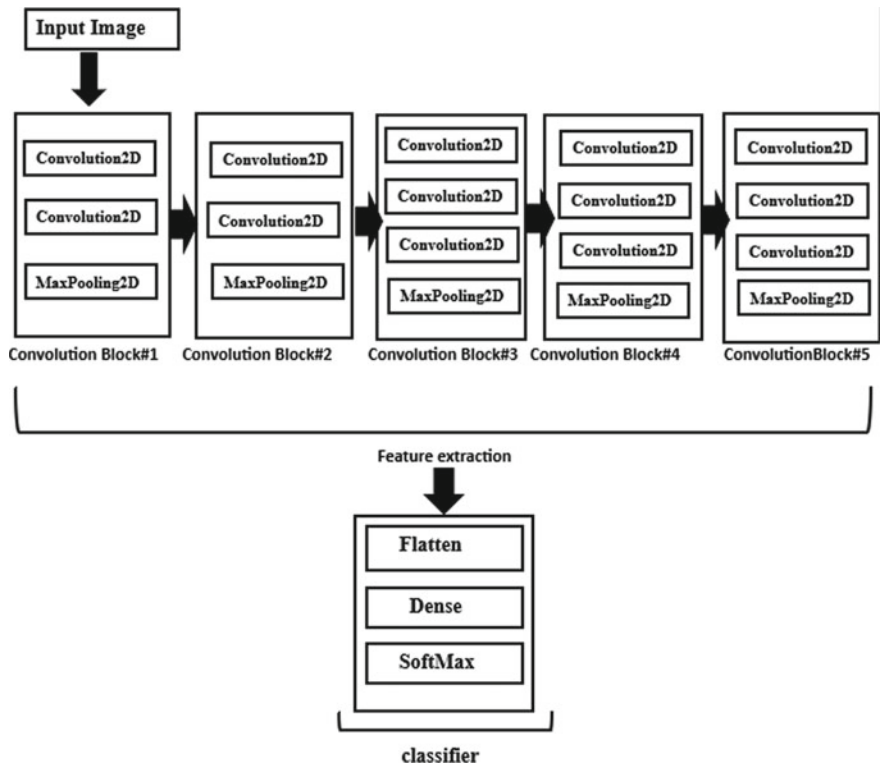 Input Image
Convolution2D
Convolution2D
MaxPooling2D
Convolution Block#1
Convolution2D
Convolution2D
MaxPooling2D
Convolution Block#2
Convolution2D
Convolution2D
Convolution2D
MaxPooling2D
Convolution Block#3
Convolution2D
Convolution2D
Convolution2D
MaxPooling2D
Convolution Block#4
Convolution2D
Convolution2D
Convolution2D
MaxPooling2D
ConvolutionBlock#5
Feature extraction
Flatten
Dense
SoftMax
classifier